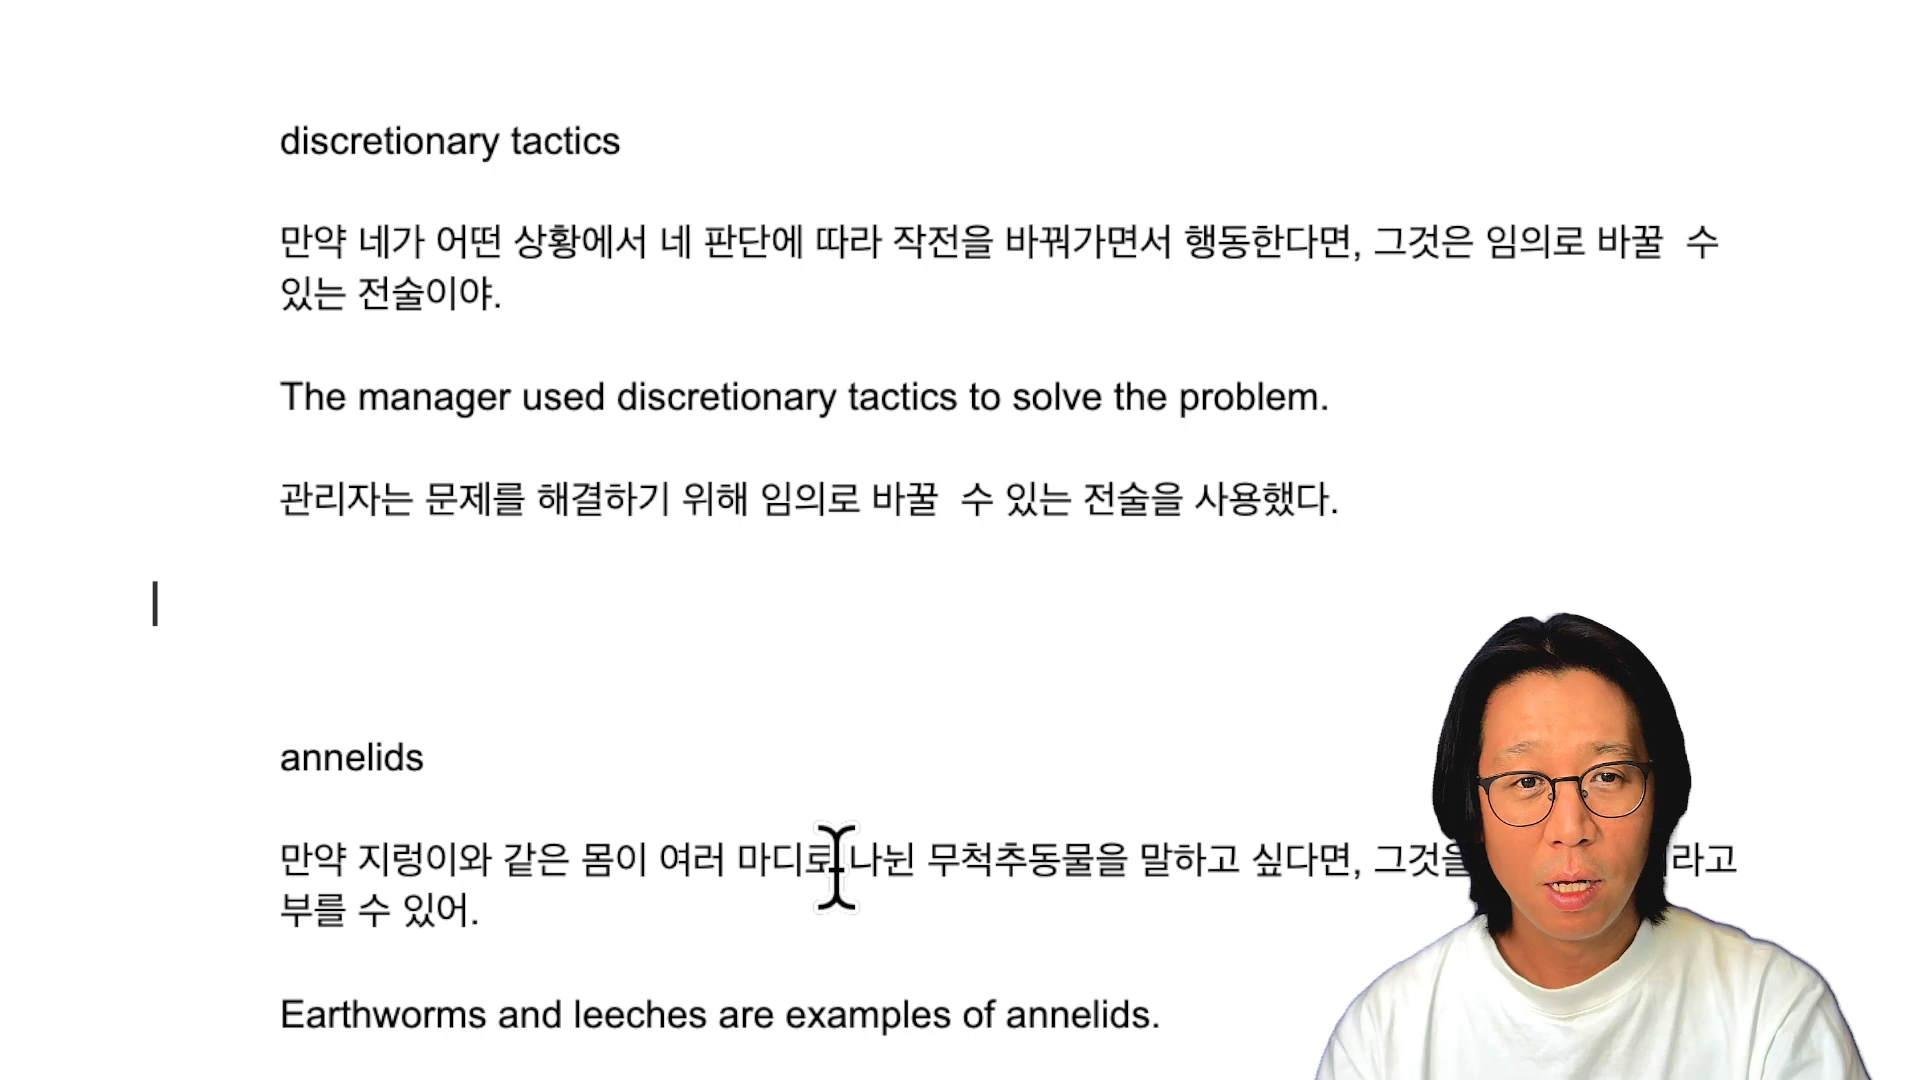 discretionary tactics
만약 네가 어떤 상황에서 네 판단에 따라 작전을 바꿔가면서 행동한다면, 그것은 임의로 바꿀  수
있는 전술이야.
The manager used discretionary tactics to solve the problem.
관리자는 문제를 해결하기 위해 임의로 바꿀  수 있는 전술을 사용했다.
annelids
만약 지렁이와 같은 몸이 여러 마디로 나뉜 무척추동물을 말하고 싶다면, 그것을 라고
부를 수 있어.
Earthworms and leeches are examples of annelids.